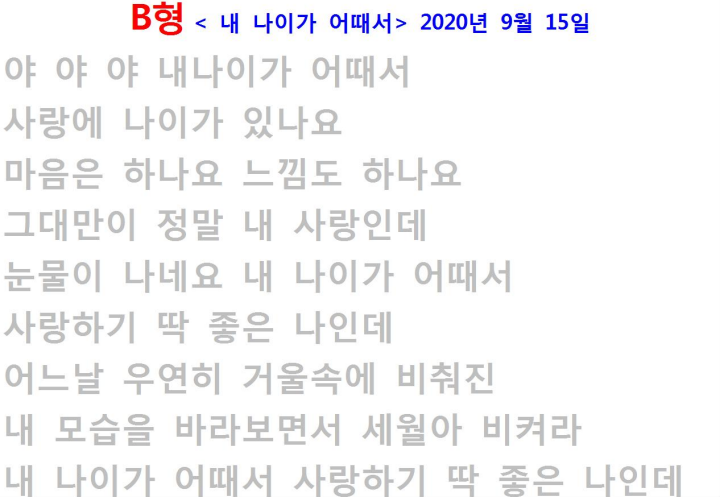 B형 < 내 나이가 어때서> 2020년 9월 15일
야 야 야 내나이가 어때서
사랑에 나이가 있나요
마음은 하나요 느낌도 하나요
그대만이 정말 내 사랑인데
눈물이 나네요 내 나이가 어때서
사랑하기 딱 좋은 나인데
어느날 우연히 거울속에 비춰진
내 모습을 바라보면서 세월아 비켜라
내 나이가 어때서 사랑하기 딱 좋은 나인데